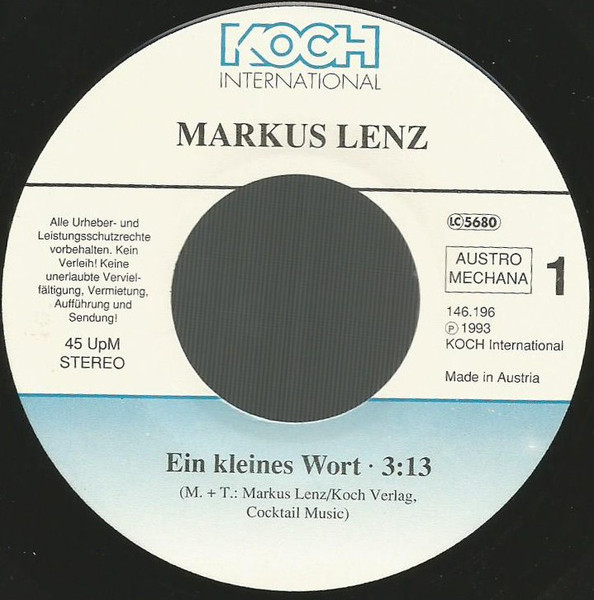 KOCH
INTERNATIONAL
MARKUS LENZ
Alle Urheber- und
Leistungsschutzrechte
vorbehalten. Kein
Verleih! Keine
unerlaubteVerviel-
fältigung, Vermietung,
Aufführung und
Sendung!
45 UpM
STEREO
LC 5680
AUSTRO
MECHANA
1
146.196
Ⓟ 1993
KOCH International
Made in Austria
Ein kleines Wort · 3:13
(M. + T.: Markus Lenz/Koch Verlag,
Cocktail Music)